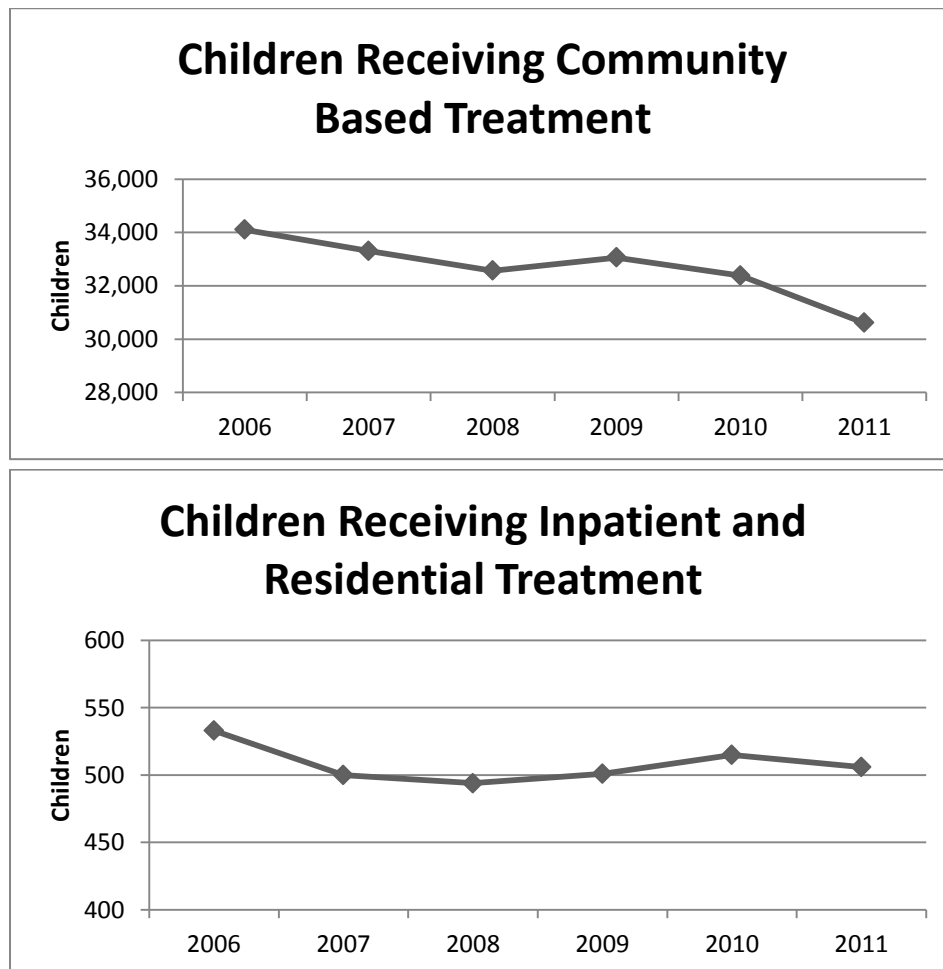 Children Receiving Community
Based Treatment
36,000
34,000
32,000
30,000
28,000
Children
2006 2007 2008 2009 2010 2011
Children Receiving Inpatient and
Residential Treatment
600
550
500
450
400
Children
2006 2007 2008 2009 2010 2011